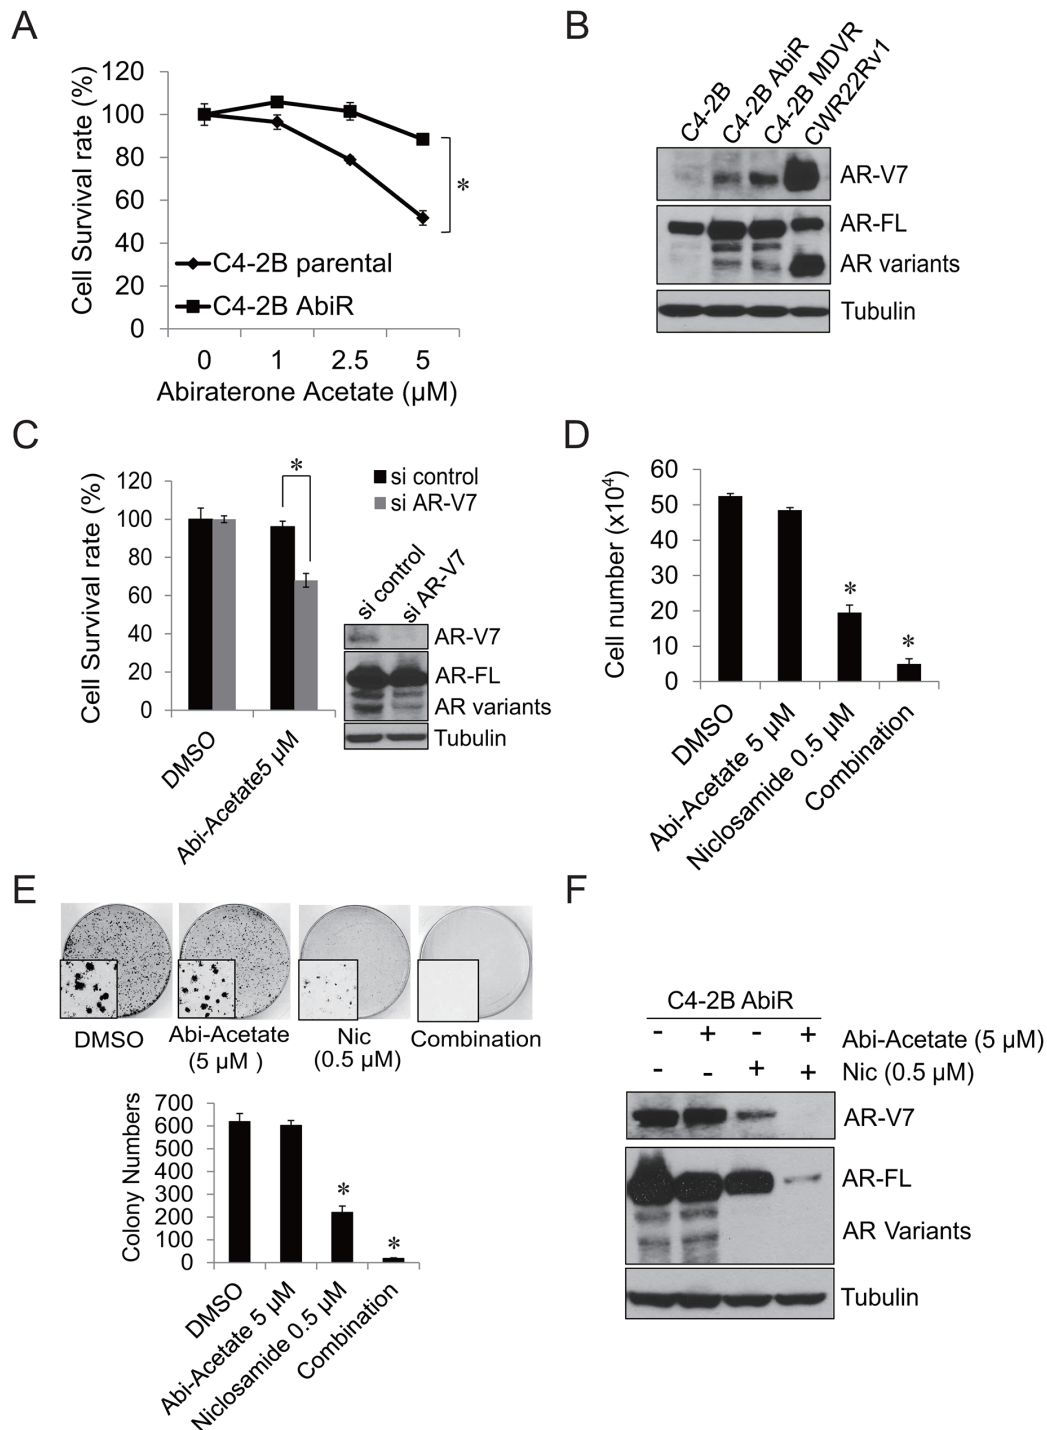 A
Cell Survival rate (%)
120
100
80
60
40
20
0
*
C4-2B parental
C4-2B AbiR
0 1 2.5 5
Abiraterone Acetate (µM)
B
C4-2B
C4-2B AbiR
C4-2B MDVR
CWR22Rv1
AR-V7
AR-FL
AR variants
Tubulin
C
Cell Survival rate (%)
120
100
80
60
40
20
0
*
si control
si AR-V7
DMSO
Abi-Acetate5 µM
si control
si AR-V7
AR-V7
AR-FL
AR variants
Tubulin
D
Cell number (x10⁴)
60
50
40
30
20
10
0
*
*
DMSO
Abi-Acetate 5 µM
Niclosamide 0.5 µM
Combination
E
DMSO
Abi-Acetate
(5 µM )
Nic
(0.5 µM)
Combination
Colony Numbers
700
600
500
400
300
200
100
0
*
*
DMSO
Abi-Acetate 5 µM
Niclosamide 0.5 µM
Combination
F
C4-2B AbiR
- + - + Abi-Acetate (5 µM)
- - + + Nic (0.5 µM)
AR-V7
AR-FL
AR Variants
Tubulin